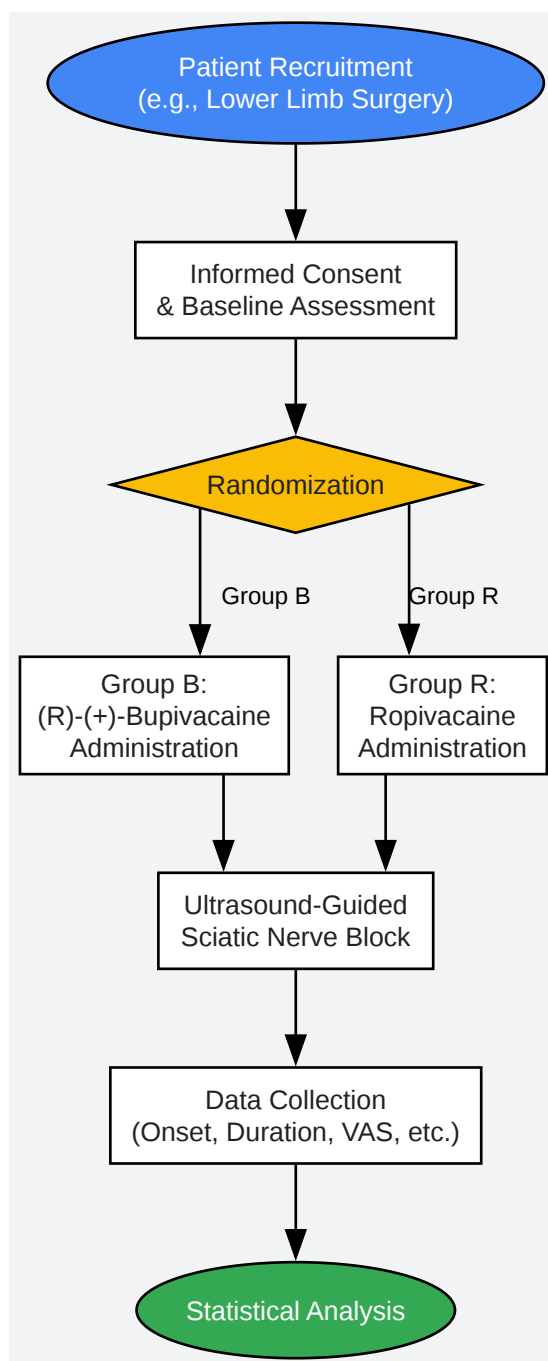 Patient Recruitment
(e.g., Lower Limb Surgery)
Informed Consent
& Baseline Assessment
Randomization
Group B
Group R
Group B:
(R)-(+)-Bupivacaine
Administration
Group R:
Ropivacaine
Administration
Ultrasound-Guided
Sciatic Nerve Block
Data Collection
(Onset, Duration, VAS, etc.)
Statistical Analysis